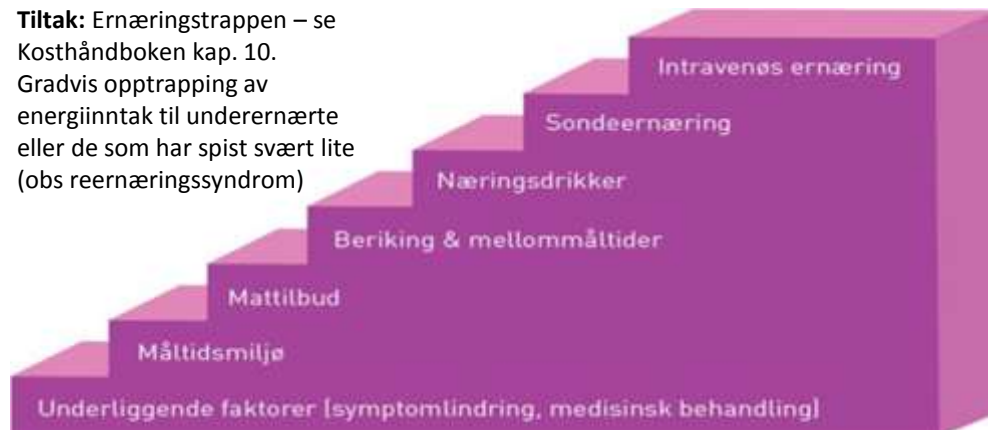 Tiltak: Ernæringstrappen – se
Kosthåndboken kap. 10.
Gradvis opptrapping av
energiinntak til underernærte
eller de som har spist svært lite
(obs reernæringssyndrom)
Intravenøs ernæring
Sondeernæring
Næringsdrikker
Beriking & mellommåltider
Mattilbud
Måltidsmiljø
Underliggende faktorer [symptomlindring, medisinsk behandling]